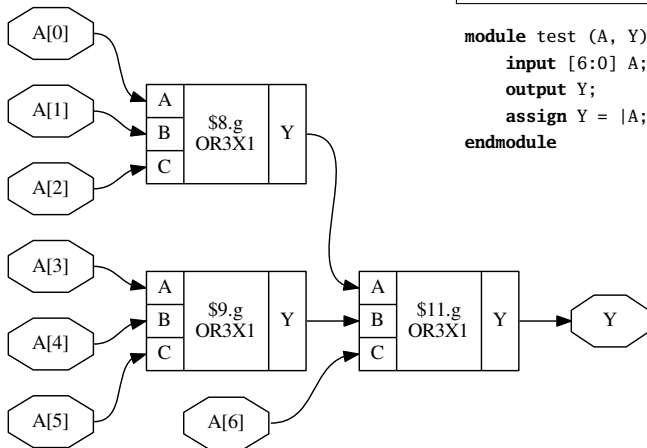 A[0]
A[1]
A[2]
A
B
C
$8.g
OR3X1
Y
module test (A, Y)
input [6:0] A;
output Y;
assign Y = |A;
endmodule
A[3]
A[4]
A[5]
A
B
C
$9.g
OR3X1
Y
A[6]
A
B
C
$11.g
OR3X1
Y
Y